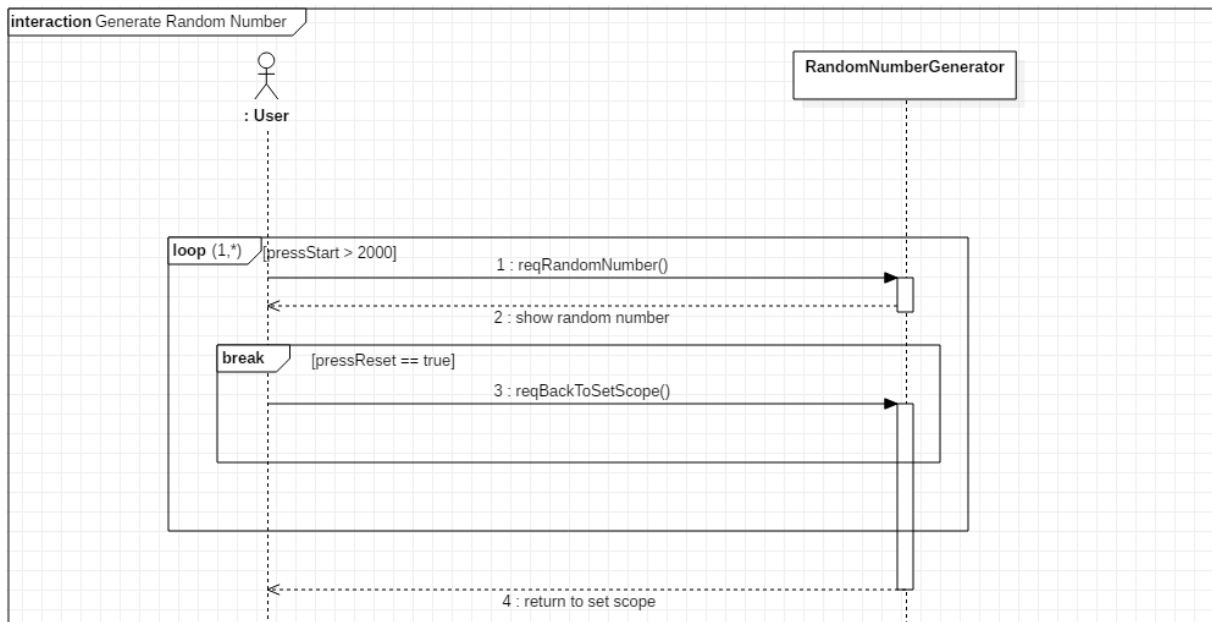 interaction Generate Random Number
RandomNumberGenerator
: User
loop (1,*) [pressStart > 2000]
1 : reqRandomNumber()
2 : show random number
break [pressReset == true]
3 : reqBackToSetScope()
4 : return to set scope